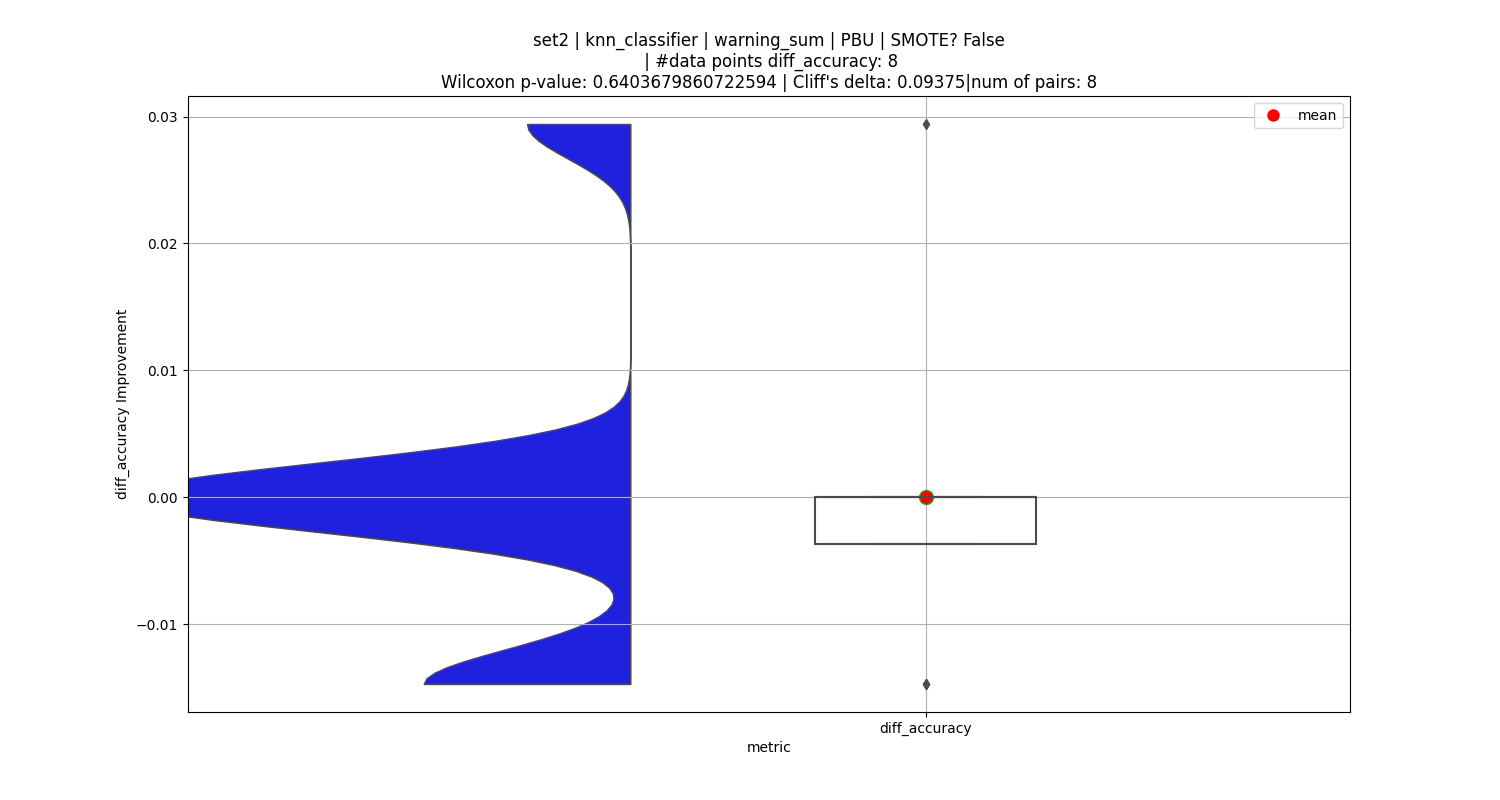 set2 | knn_classifier | warning_sum | PBU | SMOTE? False
| #data points diff_accuracy: 8
Wilcoxon p-value: 0.6403679860722594 | Cliff's delta: 0.09375|num of pairs: 8
mean
0.03
0.02
0.01
0.00
−0.01
diff_accuracy Improvement
diff_accuracy
metric